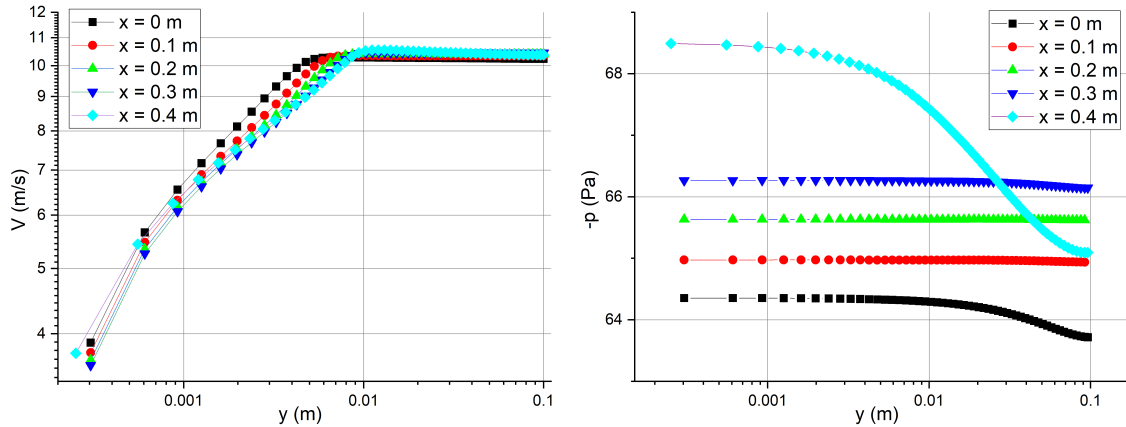 12
11
10
9
8
7
6
5
4
V (m/s)
0.001
0.01
0.1
y (m)
x = 0 m
x = 0.1 m
x = 0.2 m
x = 0.3 m
x = 0.4 m
68
66
64
-p (Pa)
0.001
0.01
0.1
y (m)
x = 0 m
x = 0.1 m
x = 0.2 m
x = 0.3 m
x = 0.4 m